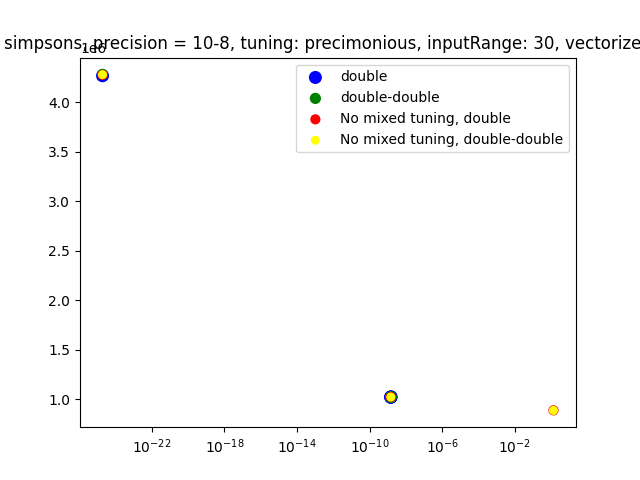 simpsons, precision = 10-8, tuning: precimonious, inputRange: 30, vectorize
1e6
double
double-double
No mixed tuning, double
No mixed tuning, double-double
4.0
3.5
3.0
2.5
2.0
1.5
1.0
10⁻²² 10⁻¹⁸ 10⁻¹⁴ 10⁻¹⁰ 10⁻⁶ 10⁻²